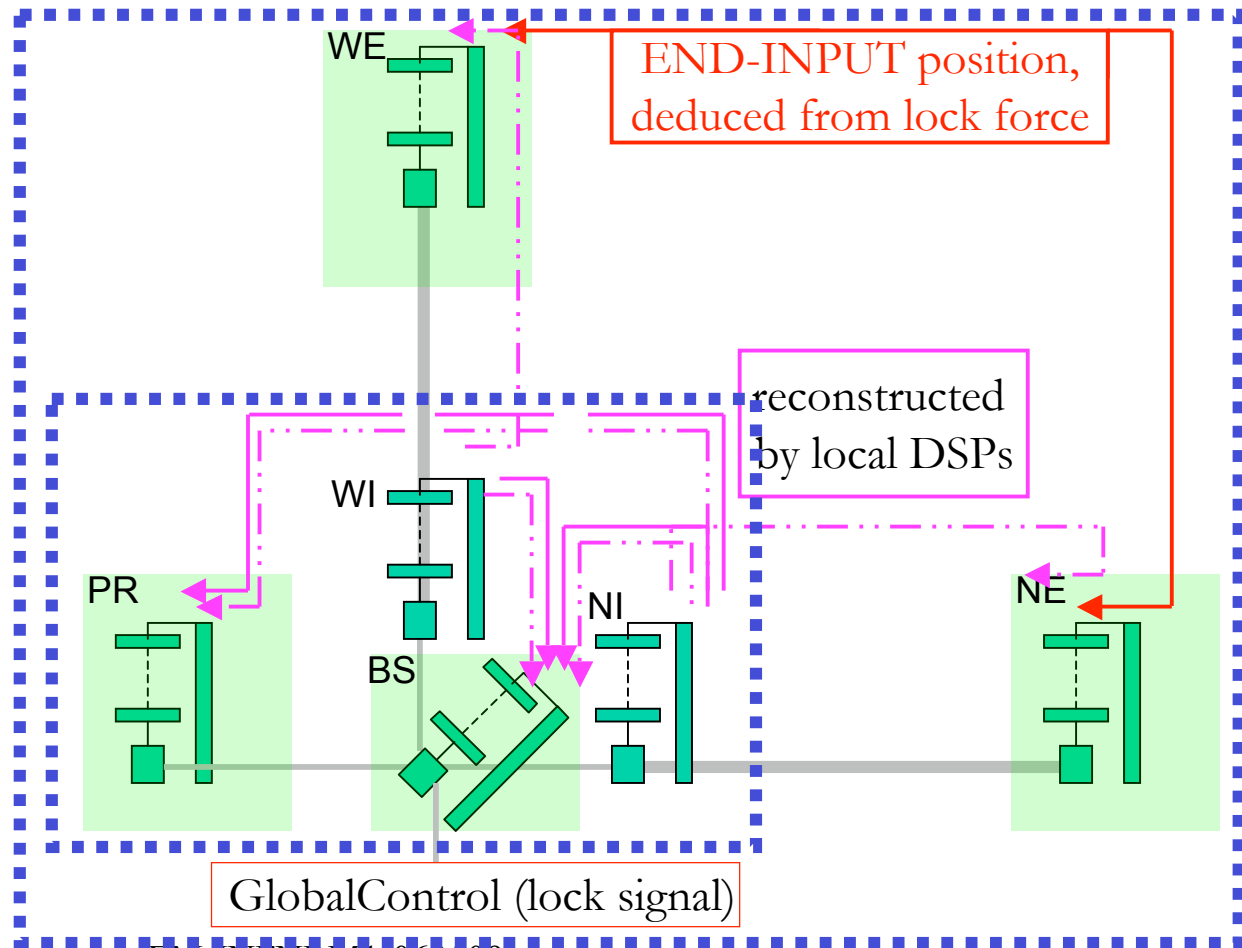 WE
END-INPUT position,
deduced from lock force
reconstructed
by local DSPs
WI
PR
NI
NE
BS
GlobalControl (lock signal)